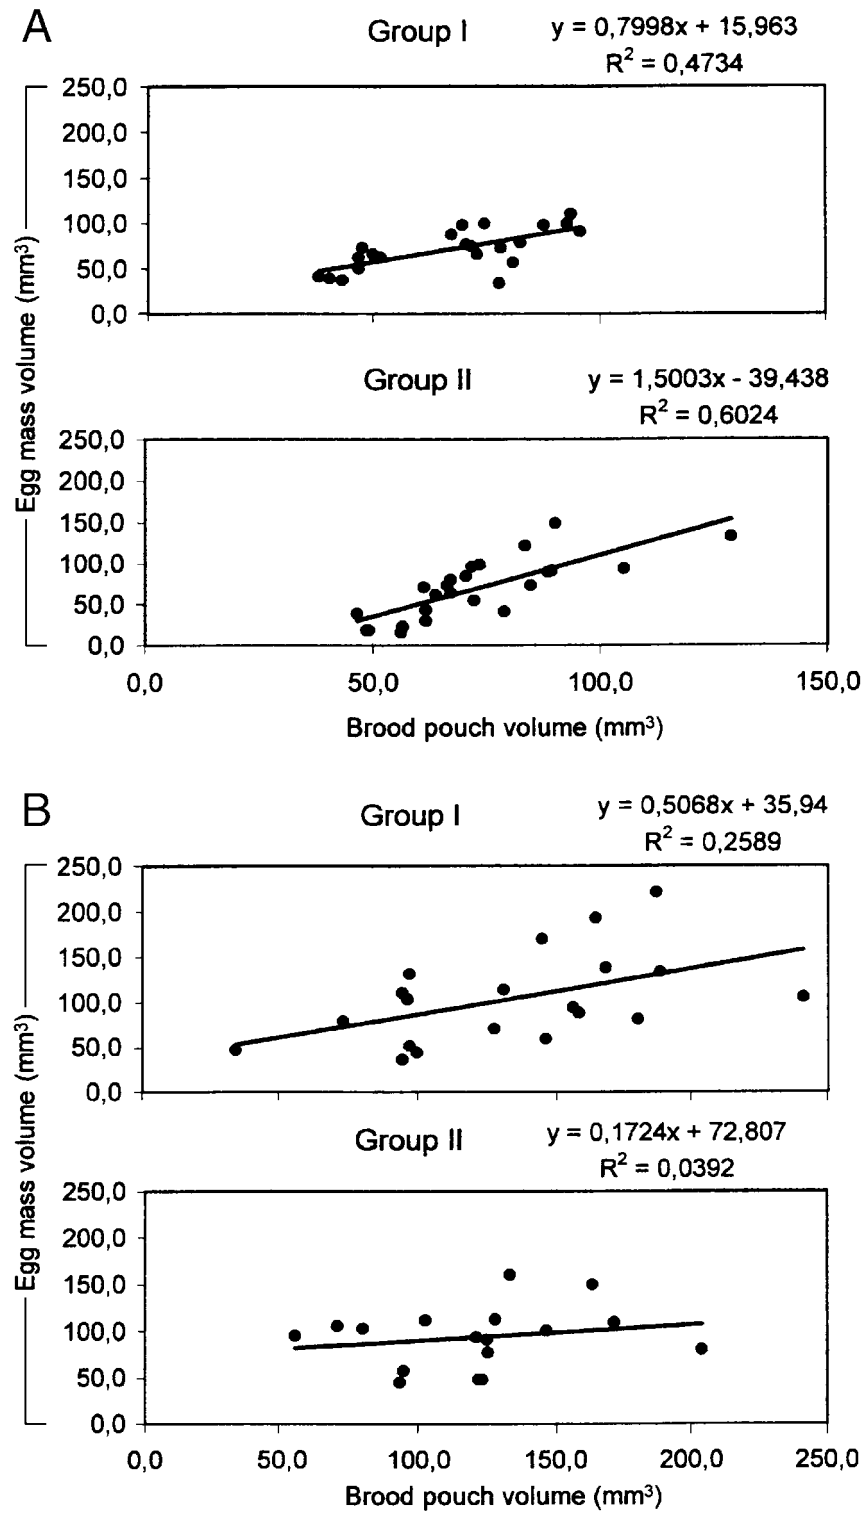 A
Group I
y = 0,7998x + 15,963
R² = 0,4734
250,0
200,0
150,0
100,0
50,0
0,0
Egg mass volume (mm³)
Group II
y = 1,5003x - 39,438
R² = 0,6024
250,0
200,0
150,0
100,0
50,0
0,0
0,0 50,0 100,0 150,0
Brood pouch volume (mm³)
B
Group I
y = 0,5068x + 35,94
R² = 0,2589
250,0
200,0
150,0
100,0
50,0
0,0
Egg mass volume (mm³)
Group II
y = 0,1724x + 72,807
R² = 0,0392
250,0
200,0
150,0
100,0
50,0
0,0
0,0 50,0 100,0 150,0 200,0 250,0
Brood pouch volume (mm³)